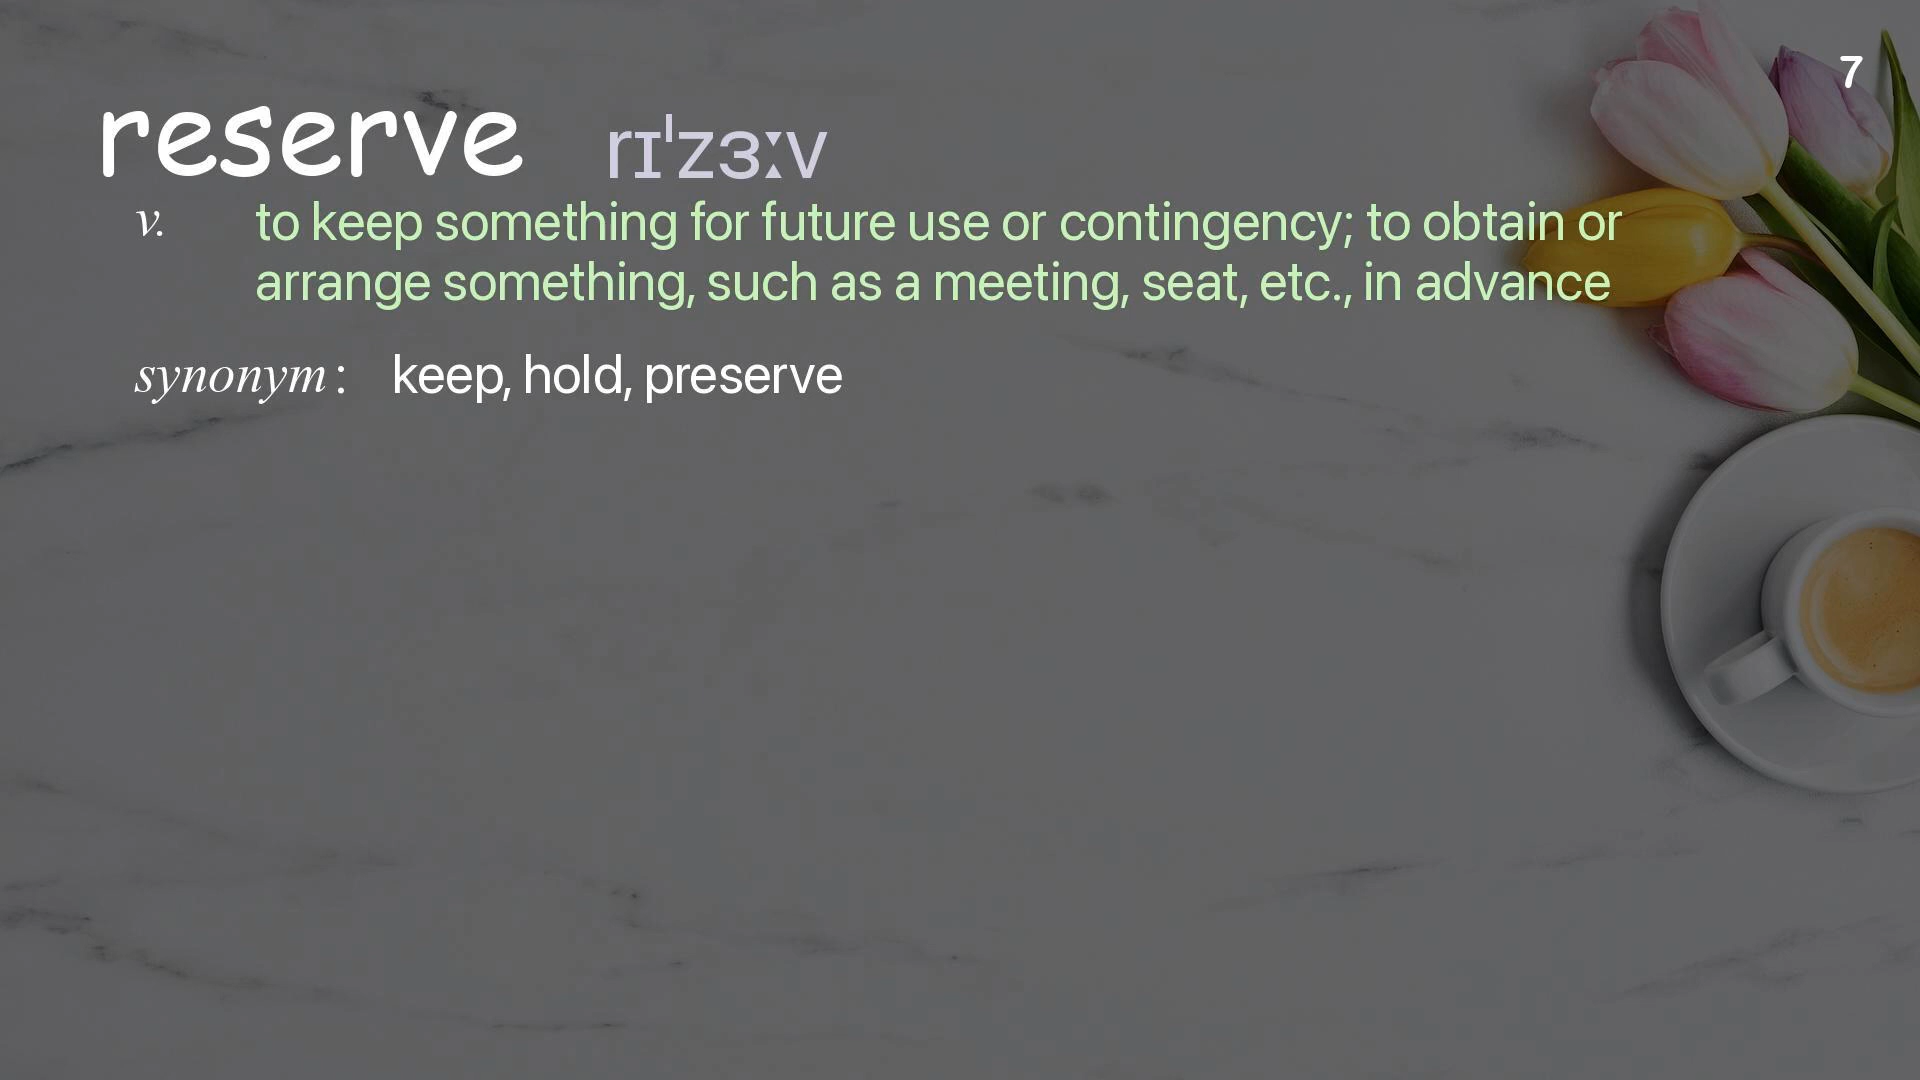 7
reserve rɪˈzɜːv
v. to keep something for future use or contingency; to obtain or
arrange something, such as a meeting, seat, etc., in advance
synonym : keep, hold, preserve